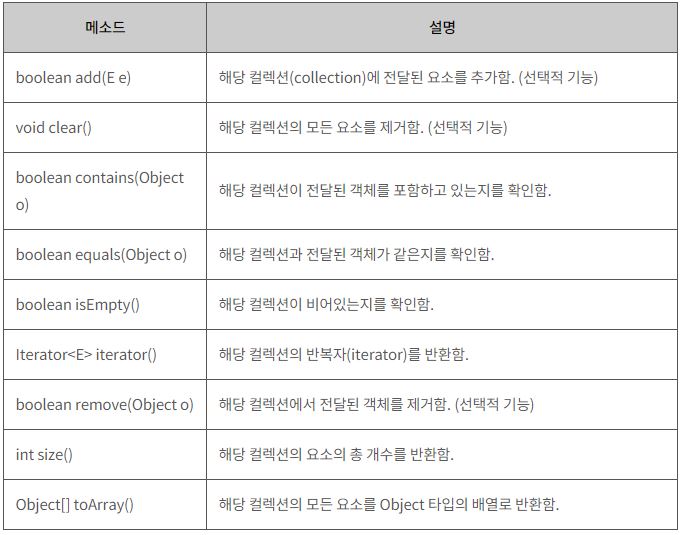 메소드 설명
boolean add(E e) 해당 컬렉션(collection)에 전달된 요소를 추가함. (선택적 기능)
void clear() 해당 컬렉션의 모든 요소를 제거함. (선택적 기능)
boolean contains(Object
o) 해당 컬렉션이 전달된 객체를 포함하고 있는지를 확인함.
boolean equals(Object o) 해당 컬렉션과 전달된 객체가 같은지를 확인함.
boolean isEmpty() 해당 컬렉션이 비어있는지를 확인함.
Iterator<E> iterator() 해당 컬렉션의 반복자(iterator)를 반환함.
boolean remove(Object o) 해당 컬렉션에서 전달된 객체를 제거함. (선택적 기능)
int size() 해당 컬렉션의 요소의 총 개수를 반환함.
Object[] toArray() 해당 컬렉션의 모든 요소를 Object 타입의 배열로 반환함.